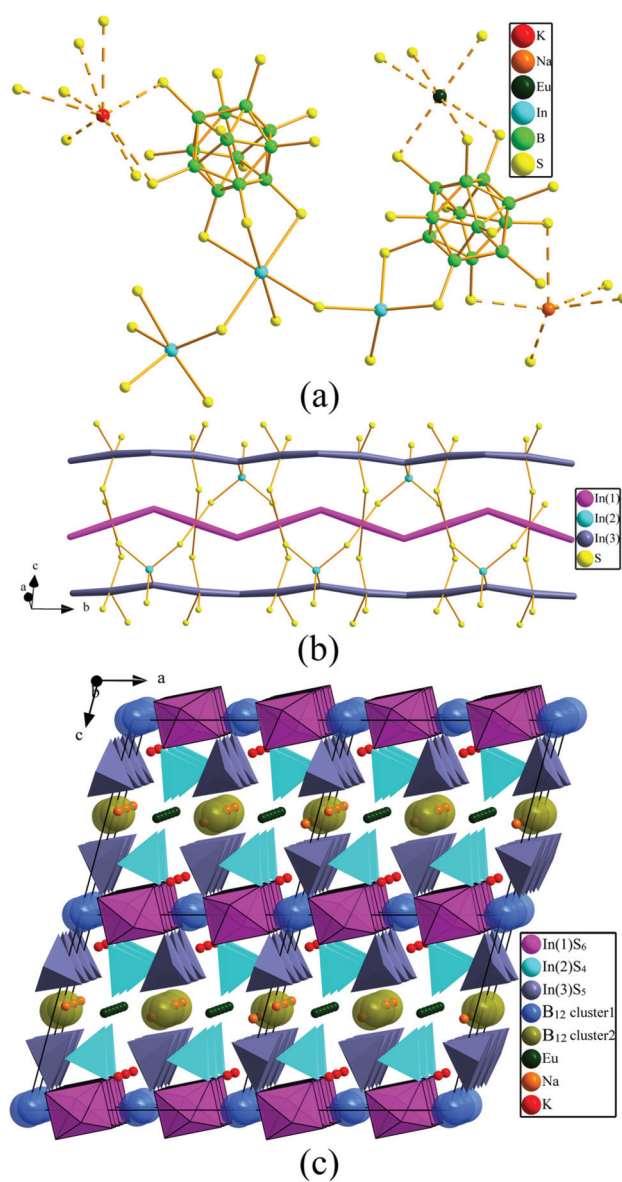 K
Na
Eu
In
B
S
(a)
In(1)
In(2)
In(3)
S
c
a
b
(b)
b
a
c
In(1)S₆
In(2)S₄
In(3)S₅
B₁₂ cluster1
B₁₂ cluster2
Eu
Na
K
(c)